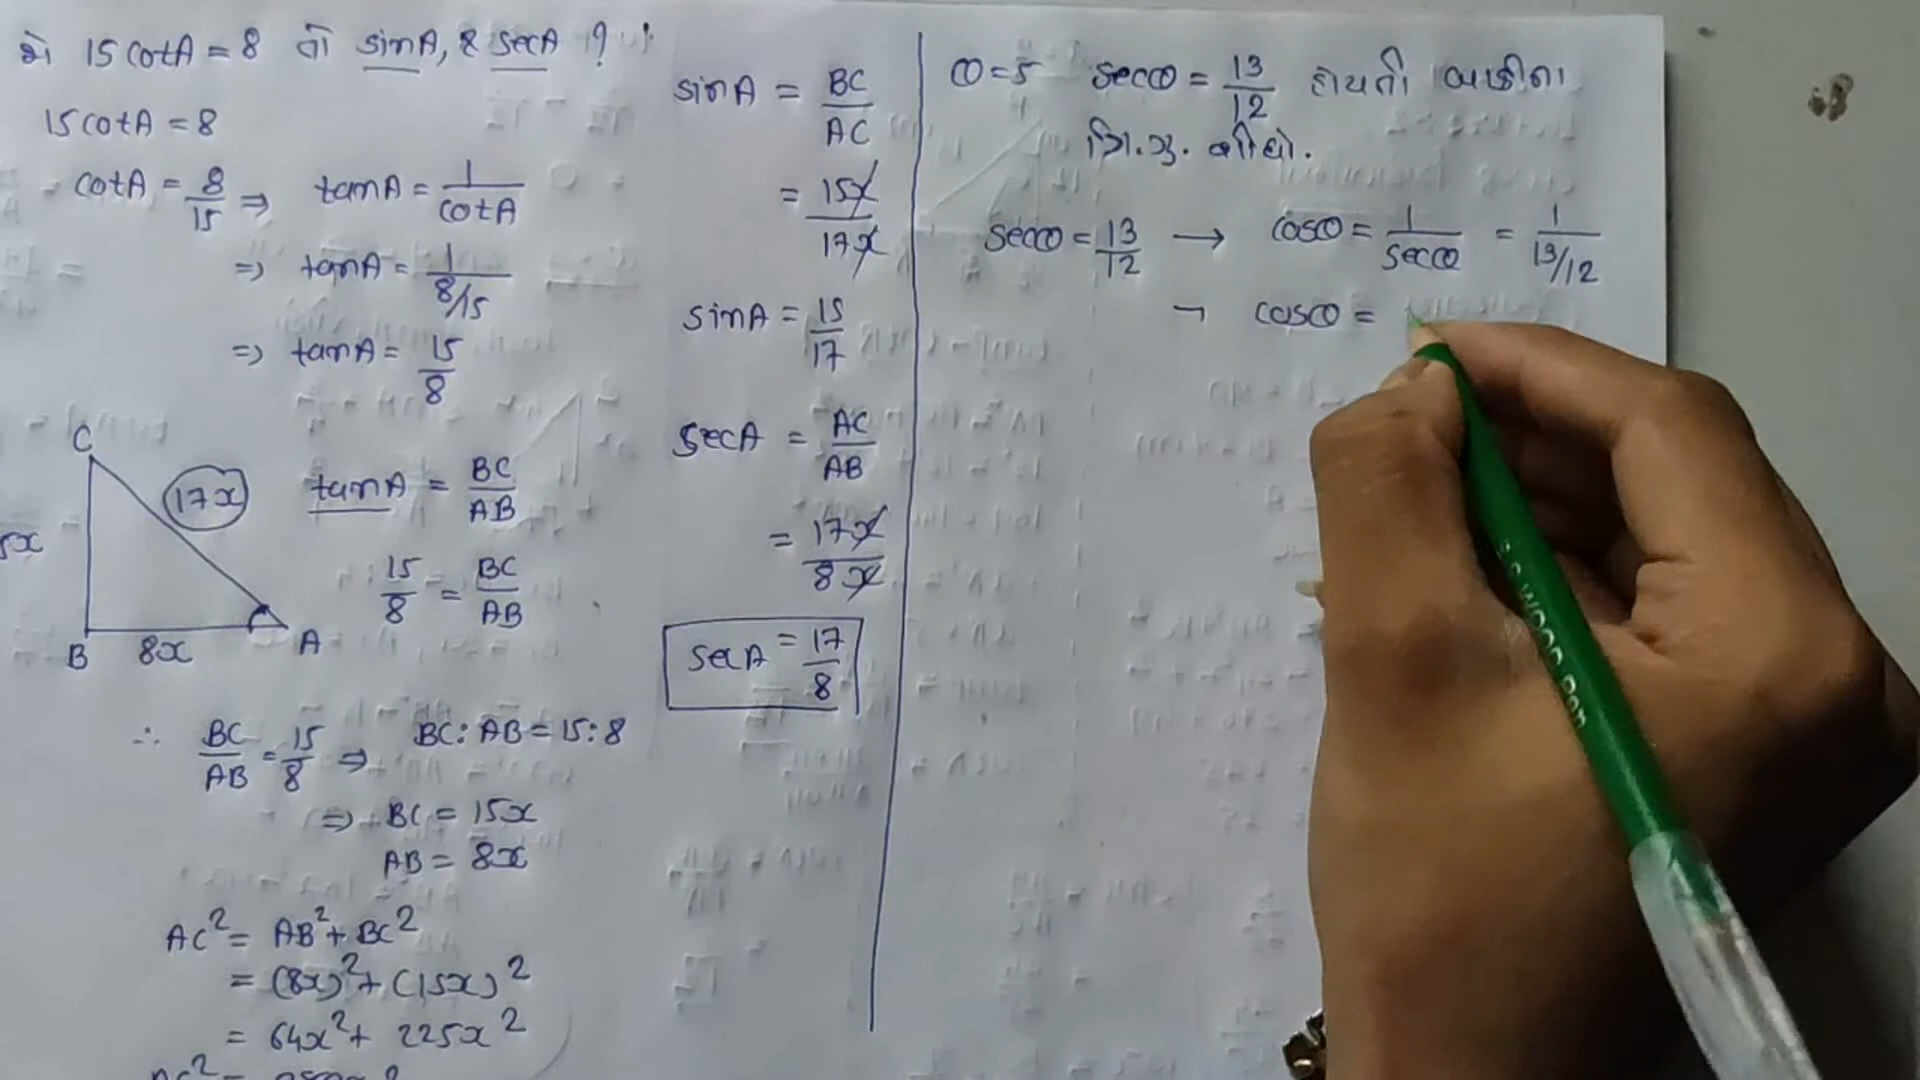 જો 15 cotA = 8 તો sinA, ૨ secA ?
15 cotA = 8
cotA = 8/15 ⇒ tanA = 1/cotA
⇒ tanA = 1/(8/15)
⇒ tanA = 15/8
C
17x
B 8x A
tanA = BC/AB
15/8 = BC/AB
∴ BC/AB = 15/8 ⇒ BC : AB = 15 : 8
⇒ BC = 15x
AB = 8x
AC² = AB² + BC²
= (8x)² + (15x)²
= 64x² + 225x²
sinA = BC/AC
= 15x/17x
sinA = 15/17
secA = AC/AB
= 17x/8x
secA = 17/8
secΘ = 13/12 હોયતો બાકીના
ત્રિ.ગુ. શોધો.
secΘ = 13/12 → cosΘ = 1/secΘ = 1/(13/12)
cosΘ =
WOOD Pen